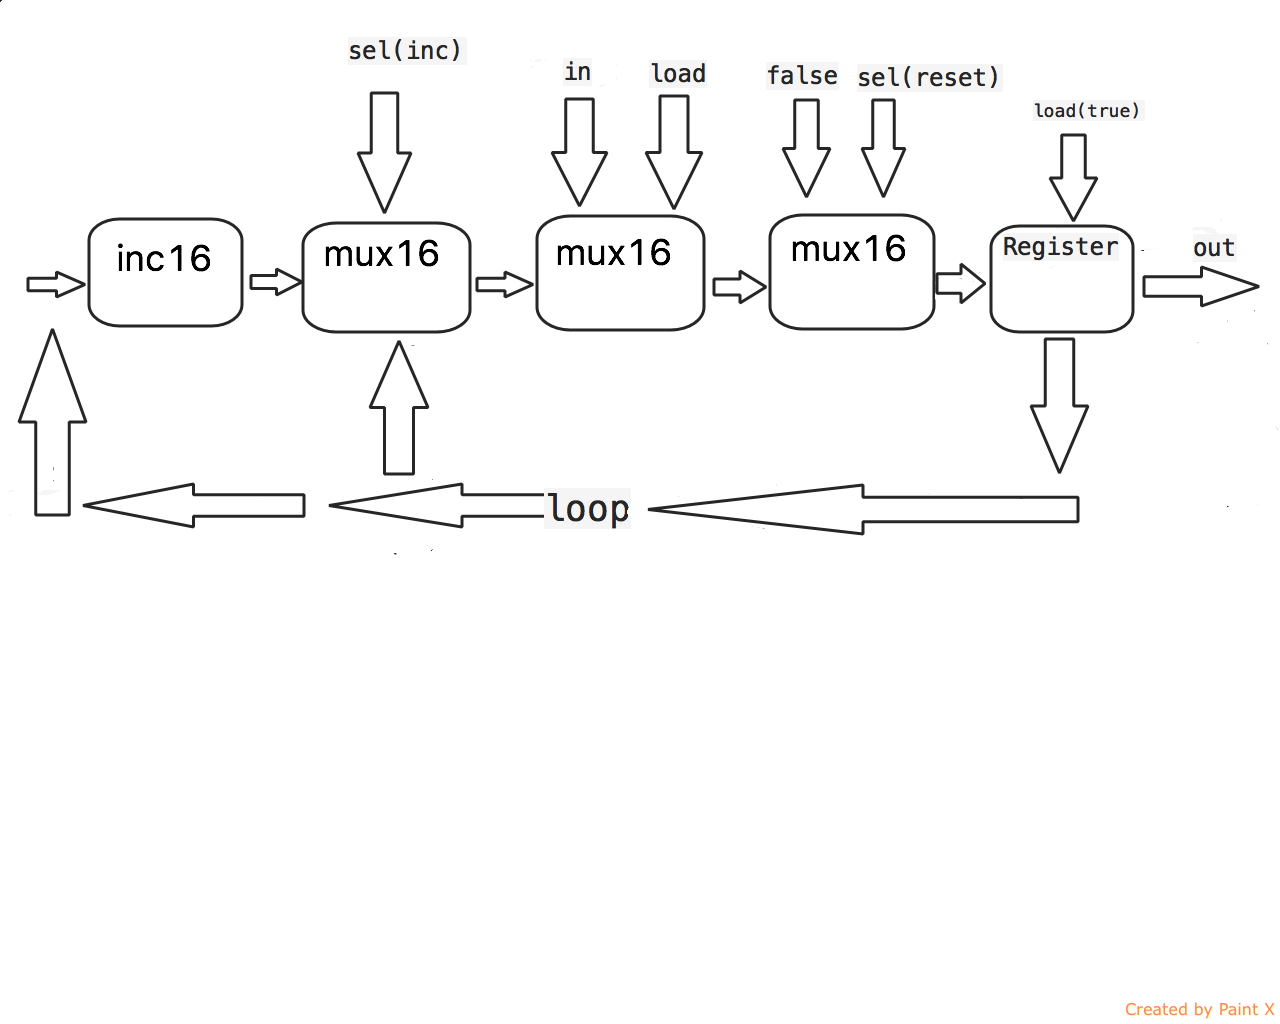 sel(inc)
in
load
false
sel(reset)
load(true)
inc16
mux16
mux16
mux16
Register
out
loop
Created by Paint X